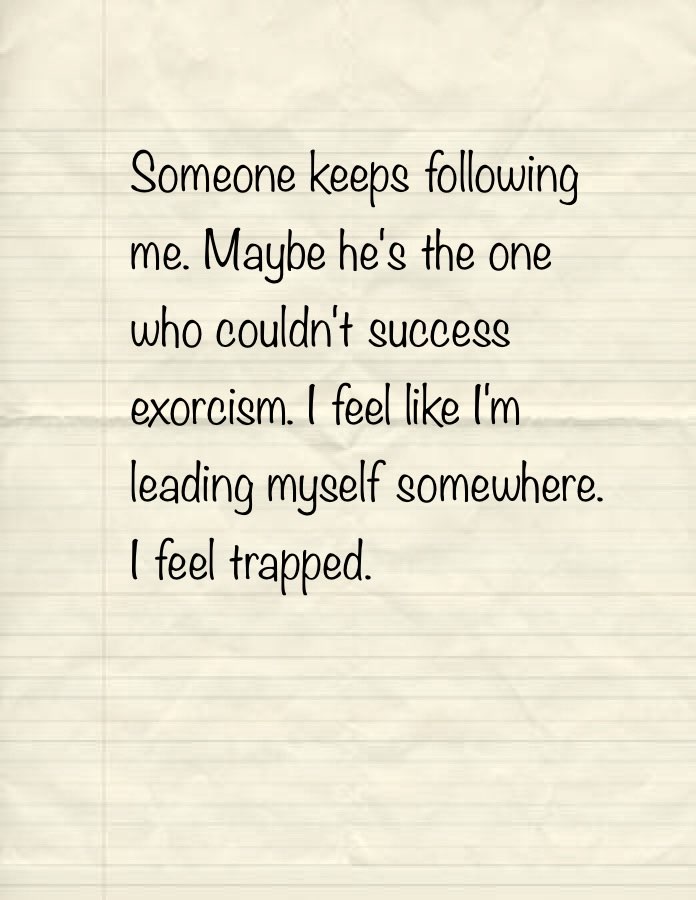 Someone keeps following
me. Maybe he's the one
who couldn't success
exorcism. I feel like I'm
leading myself somewhere.
I feel trapped.